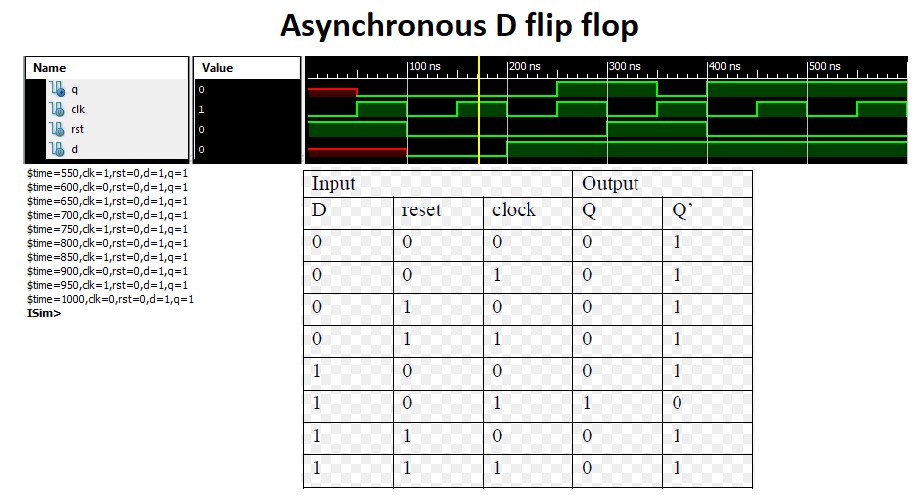 Asynchronous D flip flop
Name Value 100 ns 200 ns 300 ns 400 ns 500 ns
q 0
clk 1
rst 0
d 0
$time=550,clk=1,rst=0,d=1,q=1
$time=600,clk=0,rst=0,d=1,q=1
$time=650,clk=1,rst=0,d=1,q=1
$time=700,clk=0,rst=0,d=1,q=1
$time=750,clk=1,rst=0,d=1,q=1
$time=800,clk=0,rst=0,d=1,q=1
$time=850,clk=1,rst=0,d=1,q=1
$time=900,clk=0,rst=0,d=1,q=1
$time=950,clk=1,rst=0,d=1,q=1
$time=1000,clk=0,rst=0,d=1,q=1
ISim>
Input Output
D reset clock Q Q’
0 0 0 0 1
0 0 1 0 1
0 1 0 0 1
0 1 1 0 1
1 0 0 0 1
1 0 1 1 0
1 1 0 0 1
1 1 1 0 1